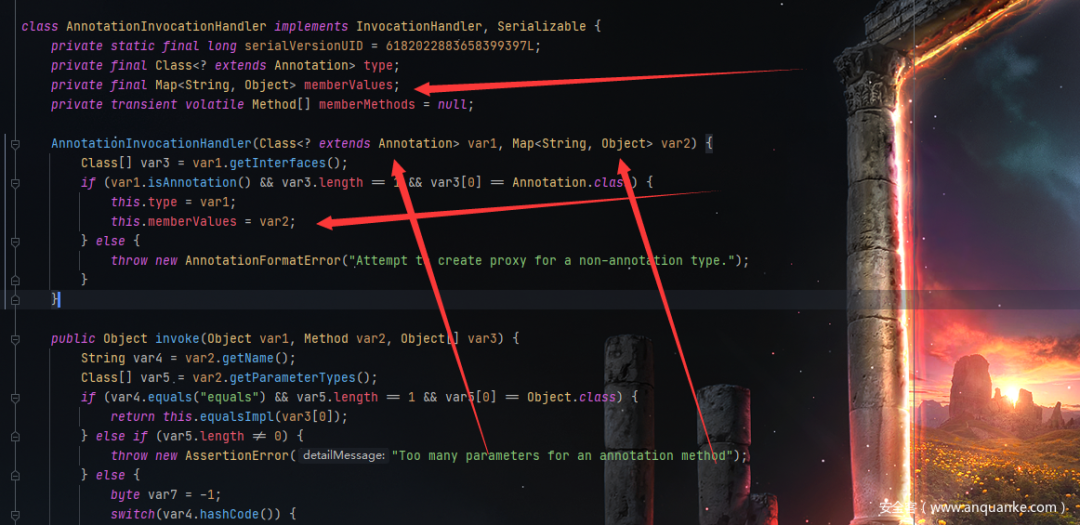 class AnnotationInvocationHandler implements InvocationHandler, Serializable {
private static final long serialVersionUID = 6182022883658399397L;
private final Class<? extends Annotation> type;
private final Map<String, Object> memberValues;
private transient volatile Method[] memberMethods = null;
AnnotationInvocationHandler(Class<? extends Annotation> var1, Map<String, Object> var2) {
Class[] var3 = var1.getInterfaces();
if (var1.isAnnotation() && var3.length == 1 && var3[0] == Annotation.class) {
this.type = var1;
this.memberValues = var2;
} else {
throw new AnnotationFormatError("Attempt to create proxy for a non-annotation type.");
}
}
public Object invoke(Object var1, Method var2, Object[] var3) {
String var4 = var2.getName();
Class[] var5 = var2.getParameterTypes();
if (var4.equals("equals") && var5.length == 1 && var5[0] == Object.class) {
return this.equalsImpl(var3[0]);
} else if (var5.length ≠ 0) {
throw new AssertionError( detailMessage: "Too many parameters for an annotation method");
} else {
byte var7 = -1;
switch(var4.hashCode()) {
安全客 ( www.anquanke.com )